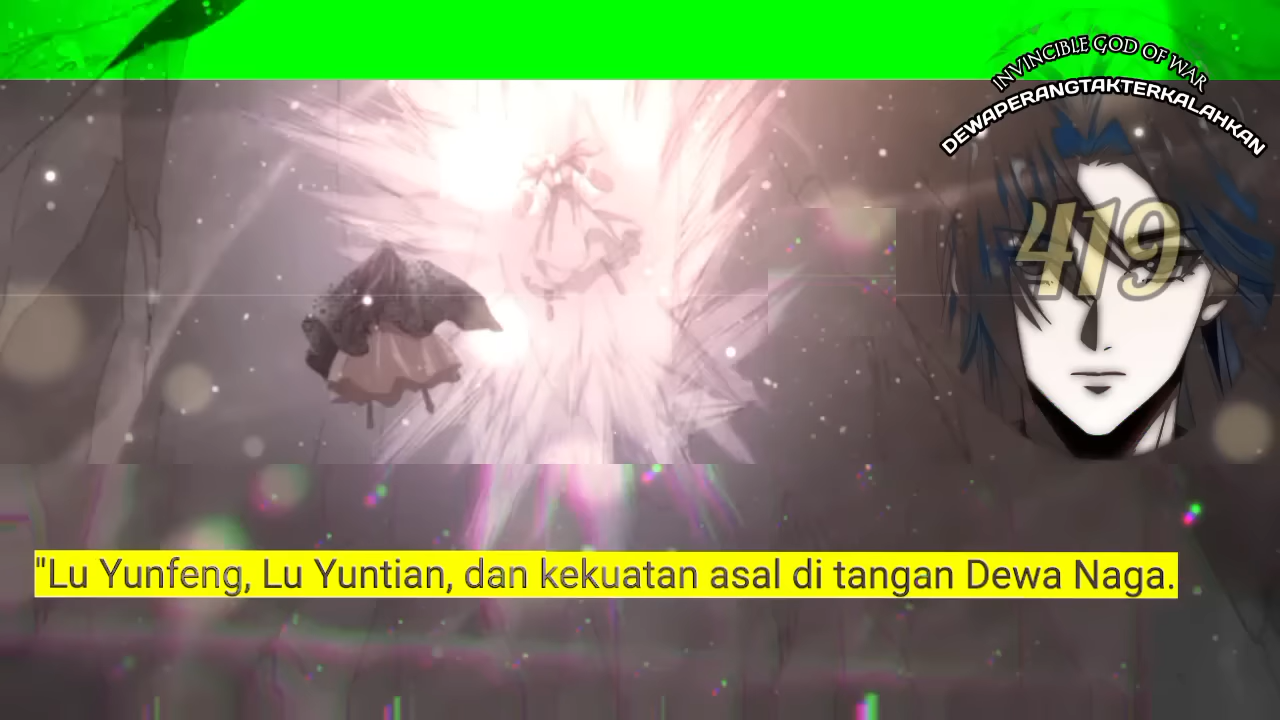 INVINCIBLE GOD OF WAR
DEWAPERANGTAKTERKALAHKAN
419
"Lu Yunfeng, Lu Yuntian, dan kekuatan asal di tangan Dewa Naga.